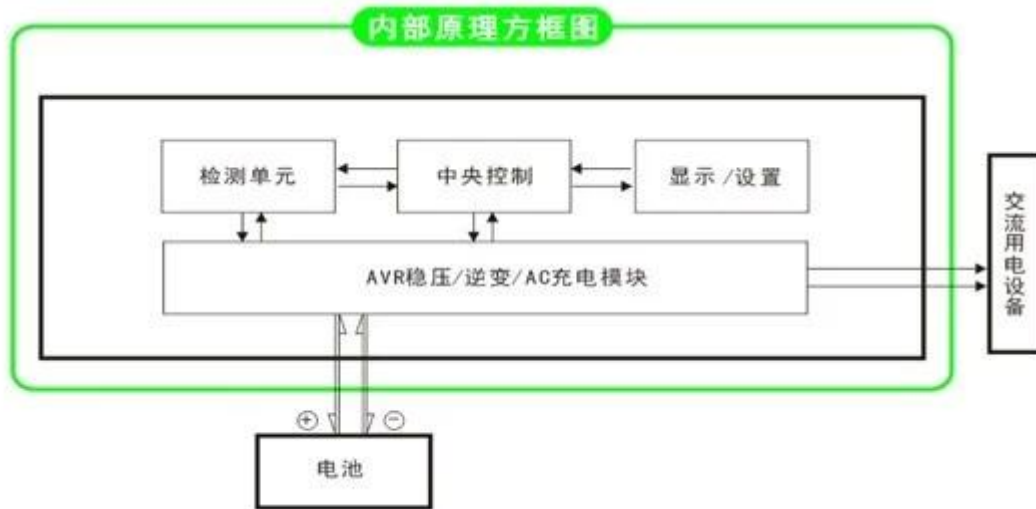 内部原理方框图
检测单元
中央控制
显示/设置
AVR稳压/逆变/AC充电模块
交流用电设备
+
−
电池